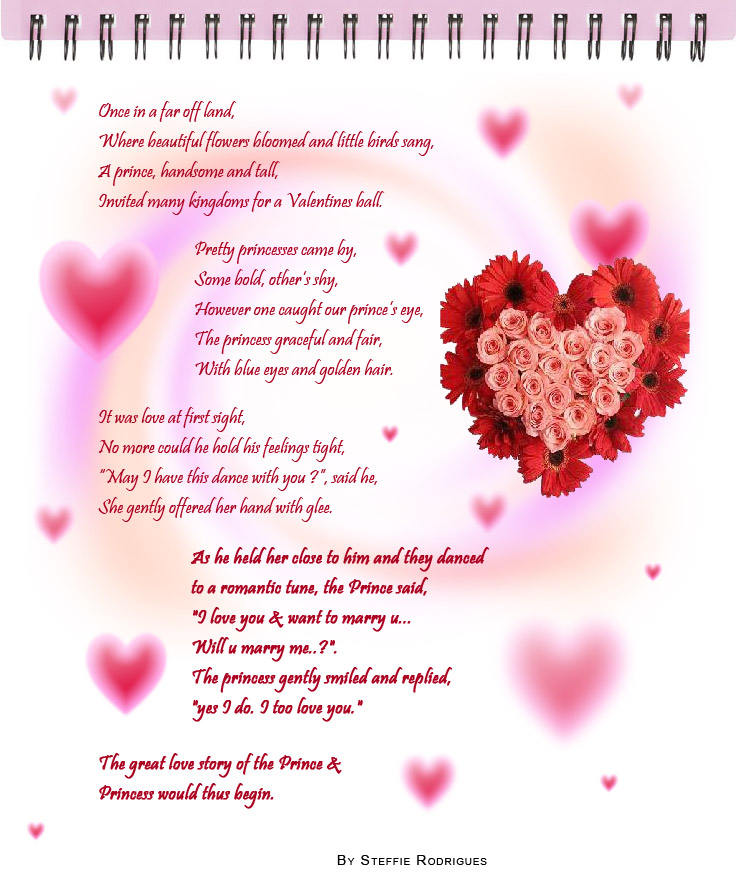 Once in a far off land,
Where beautiful flowers bloomed and little birds sang,
A prince, handsome and tall,
Invited many kingdoms for a Valentines ball.
Pretty princesses came by,
Some bold, other's shy,
However one caught our prince's eye,
The princess graceful and fair,
With blue eyes and golden hair.
It was love at first sight,
No more could he hold his feelings tight,
"May I have this dance with you ?", said he,
She gently offered her hand with glee.
As he held her close to him and they danced
to a romantic tune, the Prince said,
"I love you & want to marry u...
Will u marry me..?".
The princess gently smiled and replied,
"yes I do. I too love you."
The great love story of the Prince &
Princess would thus begin.
By Steffie Rodrigues